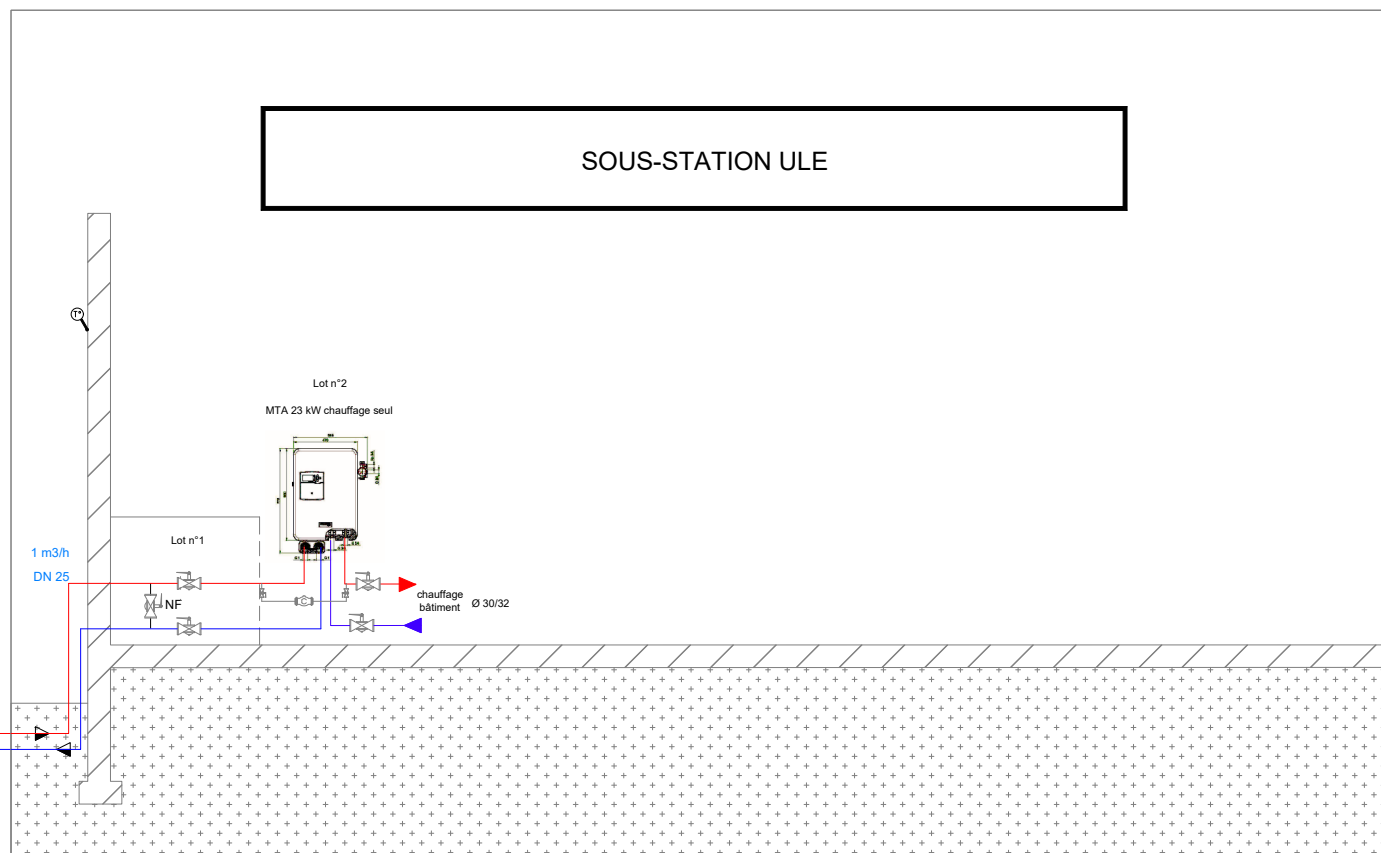 SOUS-STATION ULE
T°
Lot n°2
MTA 23 kW chauffage seul
Lot n°1
1 m3/h
DN 25
NF
C
chauffage
bâtiment
Ø 30/32